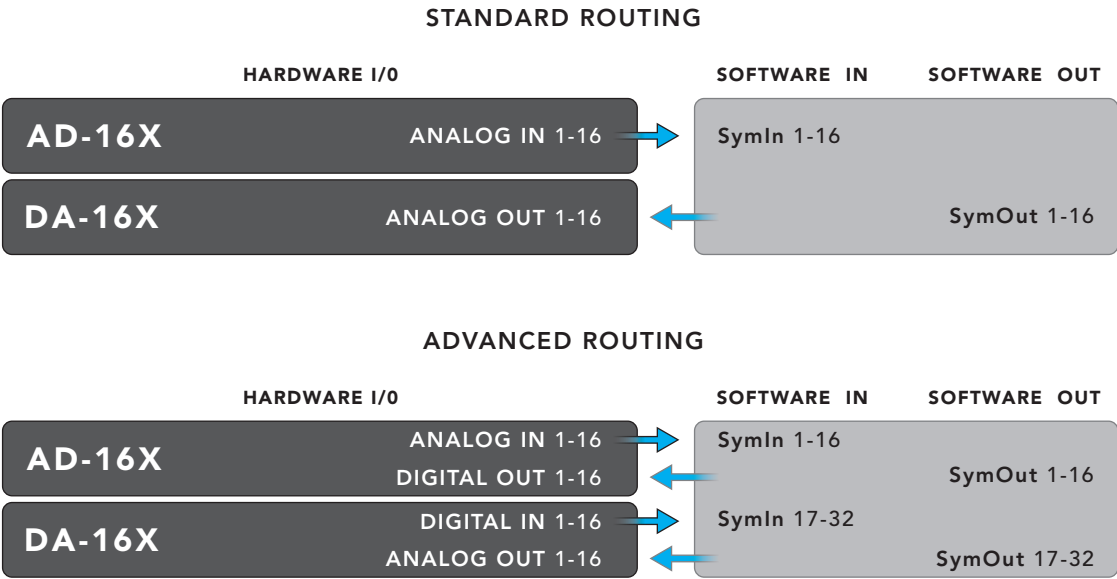 STANDARD ROUTING
HARDWARE I/0 SOFTWARE IN SOFTWARE OUT
AD-16X ANALOG IN 1-16 SymIn 1-16
DA-16X ANALOG OUT 1-16 SymOut 1-16
ADVANCED ROUTING
HARDWARE I/0 SOFTWARE IN SOFTWARE OUT
AD-16X
ANALOG IN 1-16 SymIn 1-16
DIGITAL OUT 1-16 SymOut 1-16
DA-16X
DIGITAL IN 1-16 SymIn 17-32
ANALOG OUT 1-16 SymOut 17-32